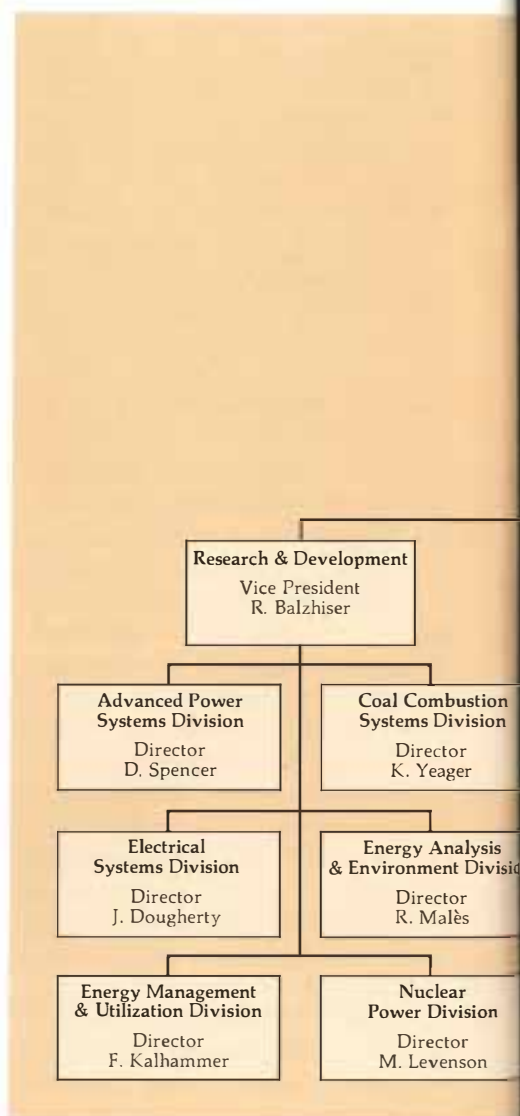 Research & Development
Vice President
R. Balzhiser
Advanced Power
Systems Division
Director
D. Spencer
Coal Combustion
Systems Division
Director
K. Yeager
Electrical
Systems Division
Director
J. Dougherty
Energy Analysis
& Environment Divisio
Director
R. Malès
Energy Management
& Utilization Division
Director
F. Kalhammer
Nuclear
Power Division
Director
M. Levenson